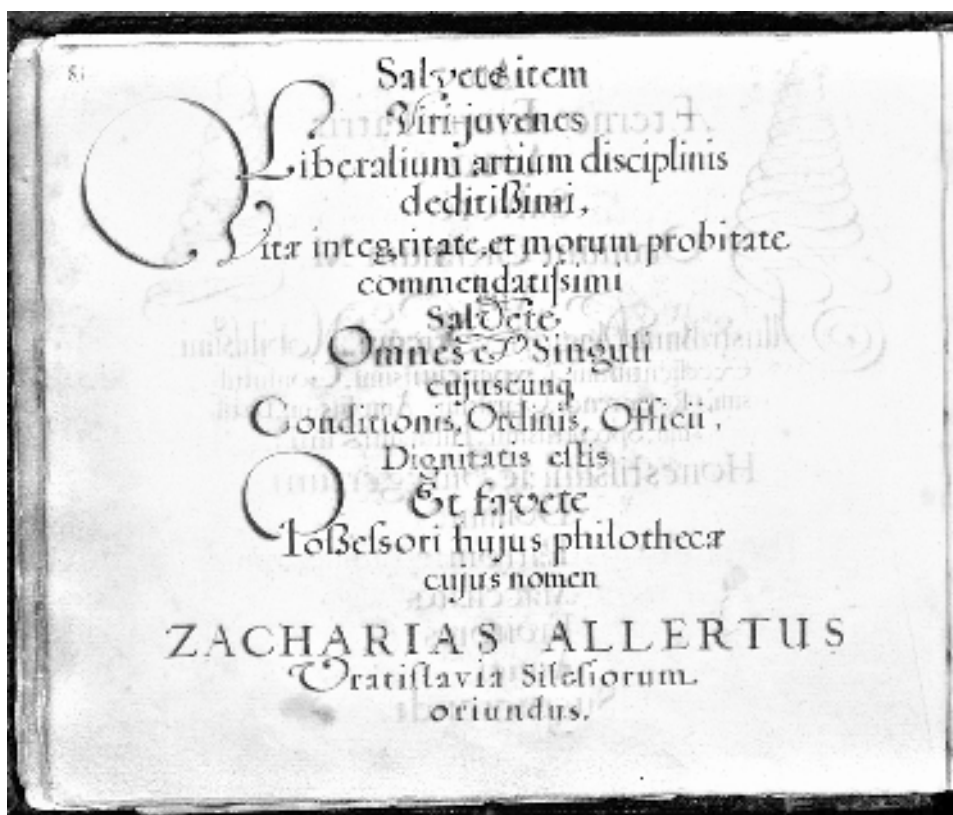 Salvete item
Viri juvenes
Liberalium artium disciplinis
deditißimi,
Vitæ integritate, et morum probitate
commendatiſsimi
Salvete
Omnes & Singuli
cujuscunq
Conditionis, Ordinis, Officii,
Dignitatis estis
Et favete
Poßeſsori hujus philothecæ
cujus nomen
ZACHARIAS ALLERTUS
Vratiſlavia Sileſiorum
oriundus.